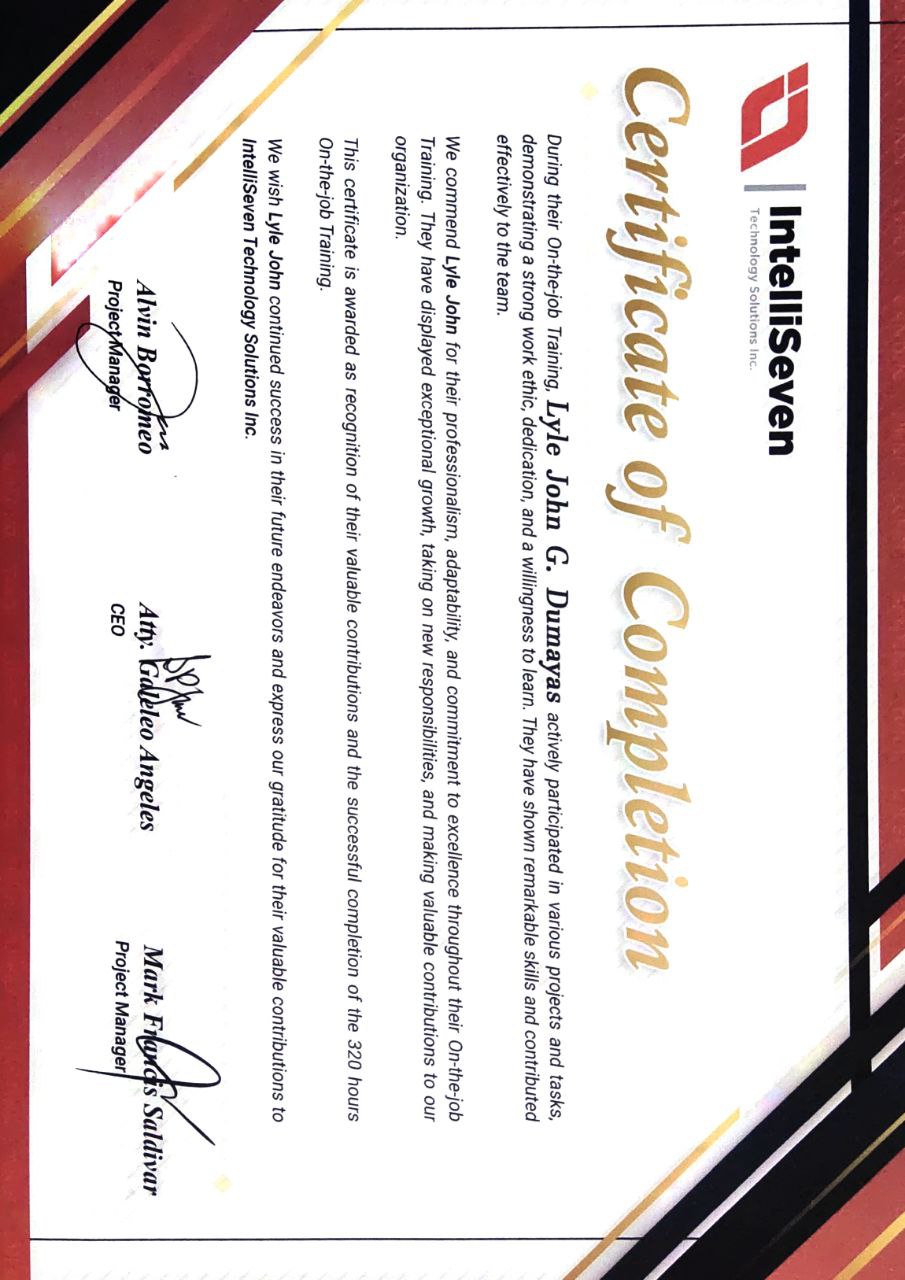 IntelliSeven
Technology Solutions Inc.
Certificate of Completion
During their On-the-job Training, Lyle John G. Dumayas actively participated in various projects and tasks,
demonstrating a strong work ethic, dedication, and a willingness to learn. They have shown remarkable skills and contributed
effectively to the team.
We commend Lyle John for their professionalism, adaptability, and commitment to excellence throughout their On-the-job
Training. They have displayed exceptional growth, taking on new responsibilities, and making valuable contributions to our
organization.
This certificate is awarded as recognition of their valuable contributions and the successful completion of the 320 hours
On-the-job Training.
We wish Lyle John continued success in their future endeavors and express our gratitude for their valuable contributions to
IntelliSeven Technology Solutions Inc.
Alvin Borromeo
Project Manager
Atty. Galeleo Angeles
CEO
Mark Francis Saldivar
Project Manager